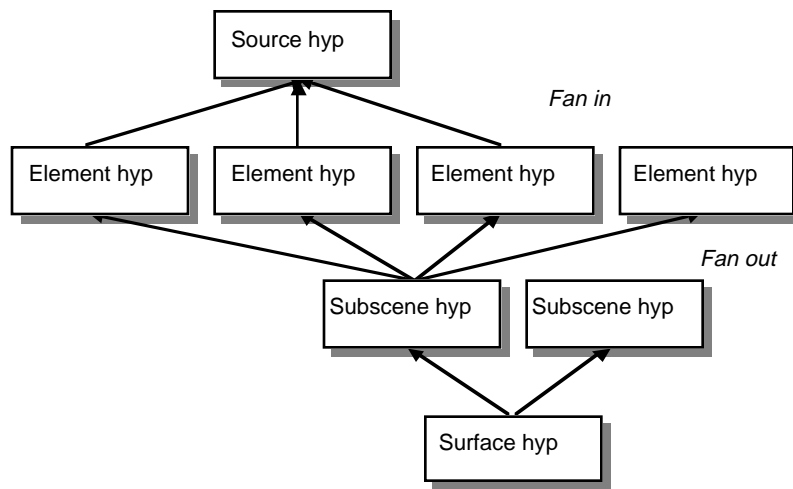 Source hyp
Fan in
Element hyp
Element hyp
Element hyp
Element hyp
Fan out
Subscene hyp
Subscene hyp
Surface hyp